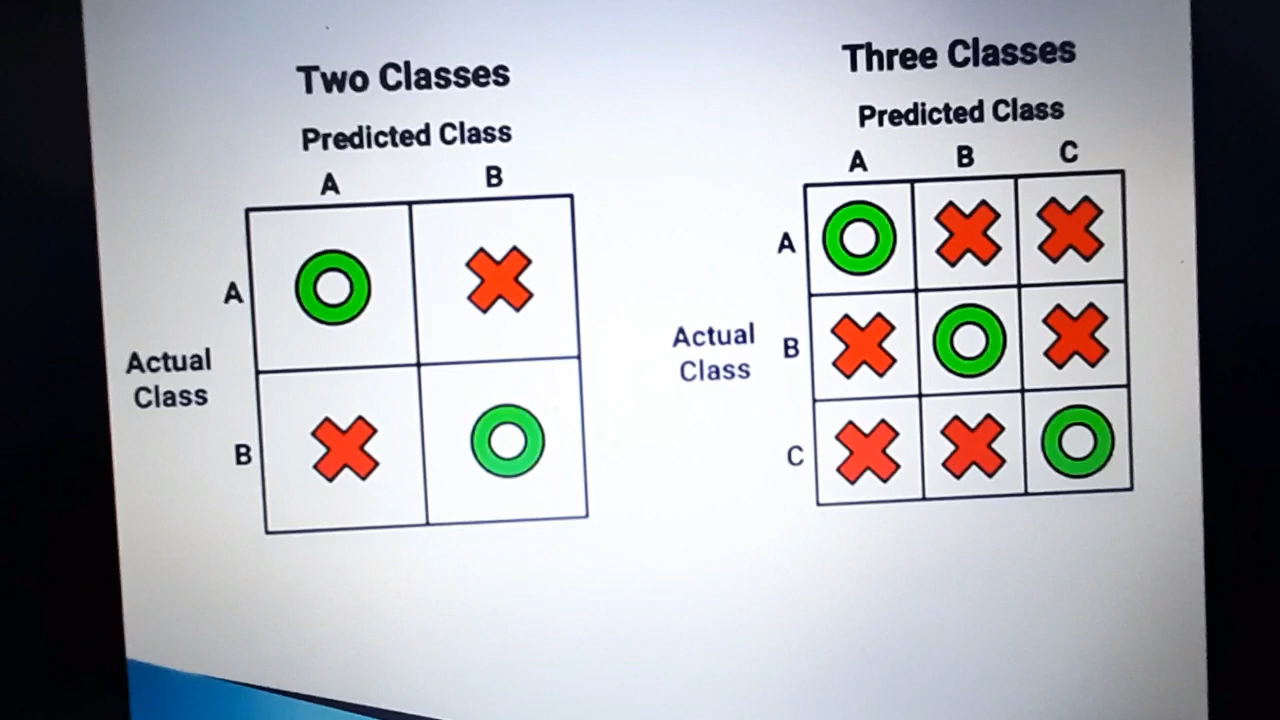 Two Classes
Predicted Class
A B
A
Actual
Class
B
Three Classes
Predicted Class
A B C
A
Actual
Class
B
C